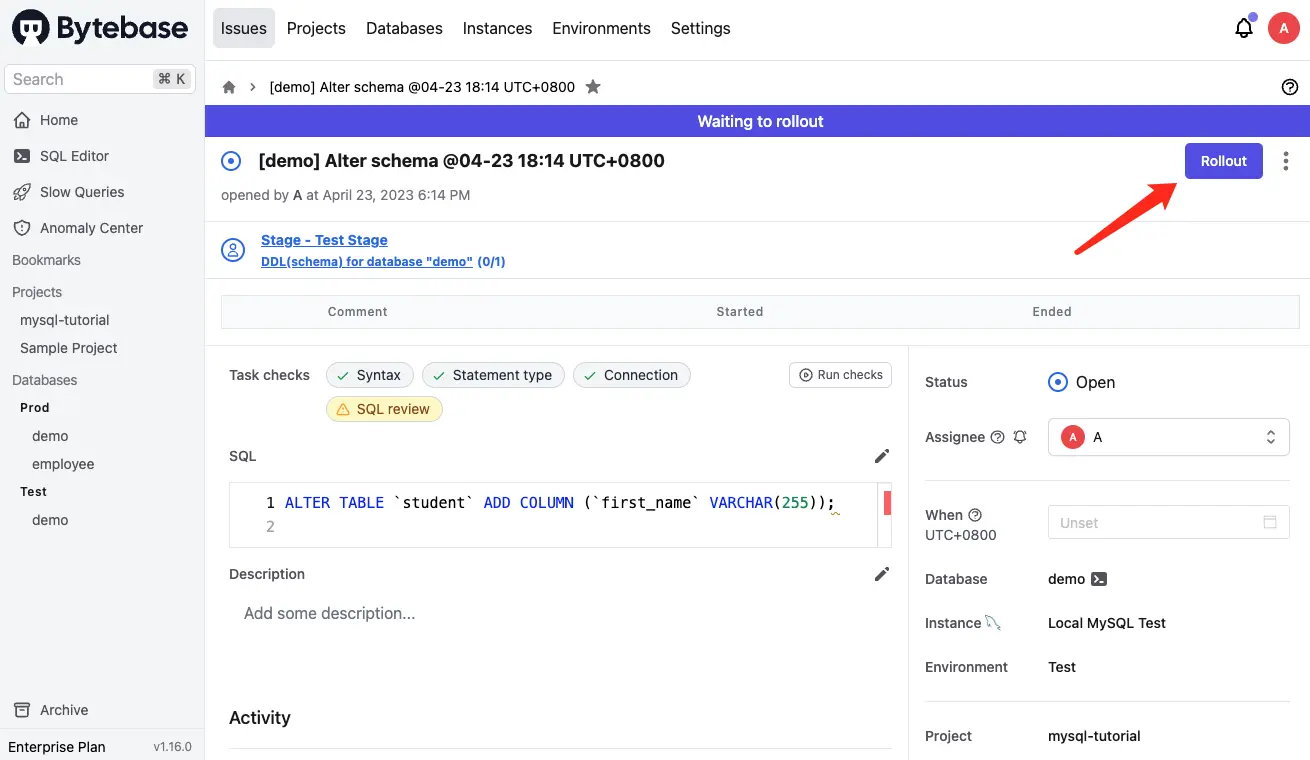 Bytebase
Issues Projects Databases Instances Environments Settings
A
Search ⌘ K
[demo] Alter schema @04-23 18:14 UTC+0800
Home
SQL Editor
Slow Queries
Anomaly Center
Bookmarks
Projects
mysql-tutorial
Sample Project
Databases
Prod
demo
employee
Test
demo
Archive
Enterprise Plan v1.16.0
Waiting to rollout
[demo] Alter schema @04-23 18:14 UTC+0800
Rollout
opened by A at April 23, 2023 6:14 PM
Stage - Test Stage
DDL(schema) for database "demo" (0/1)
Comment Started Ended
Task checks Syntax Statement type Connection Run checks
SQL review
SQL
1 ALTER TABLE `student` ADD COLUMN (`first_name` VARCHAR(255));
2
Description
Add some description...
Activity
Status Open
Assignee A A
When Unset
UTC+0800
Database demo
Instance Local MySQL Test
Environment Test
Project mysql-tutorial